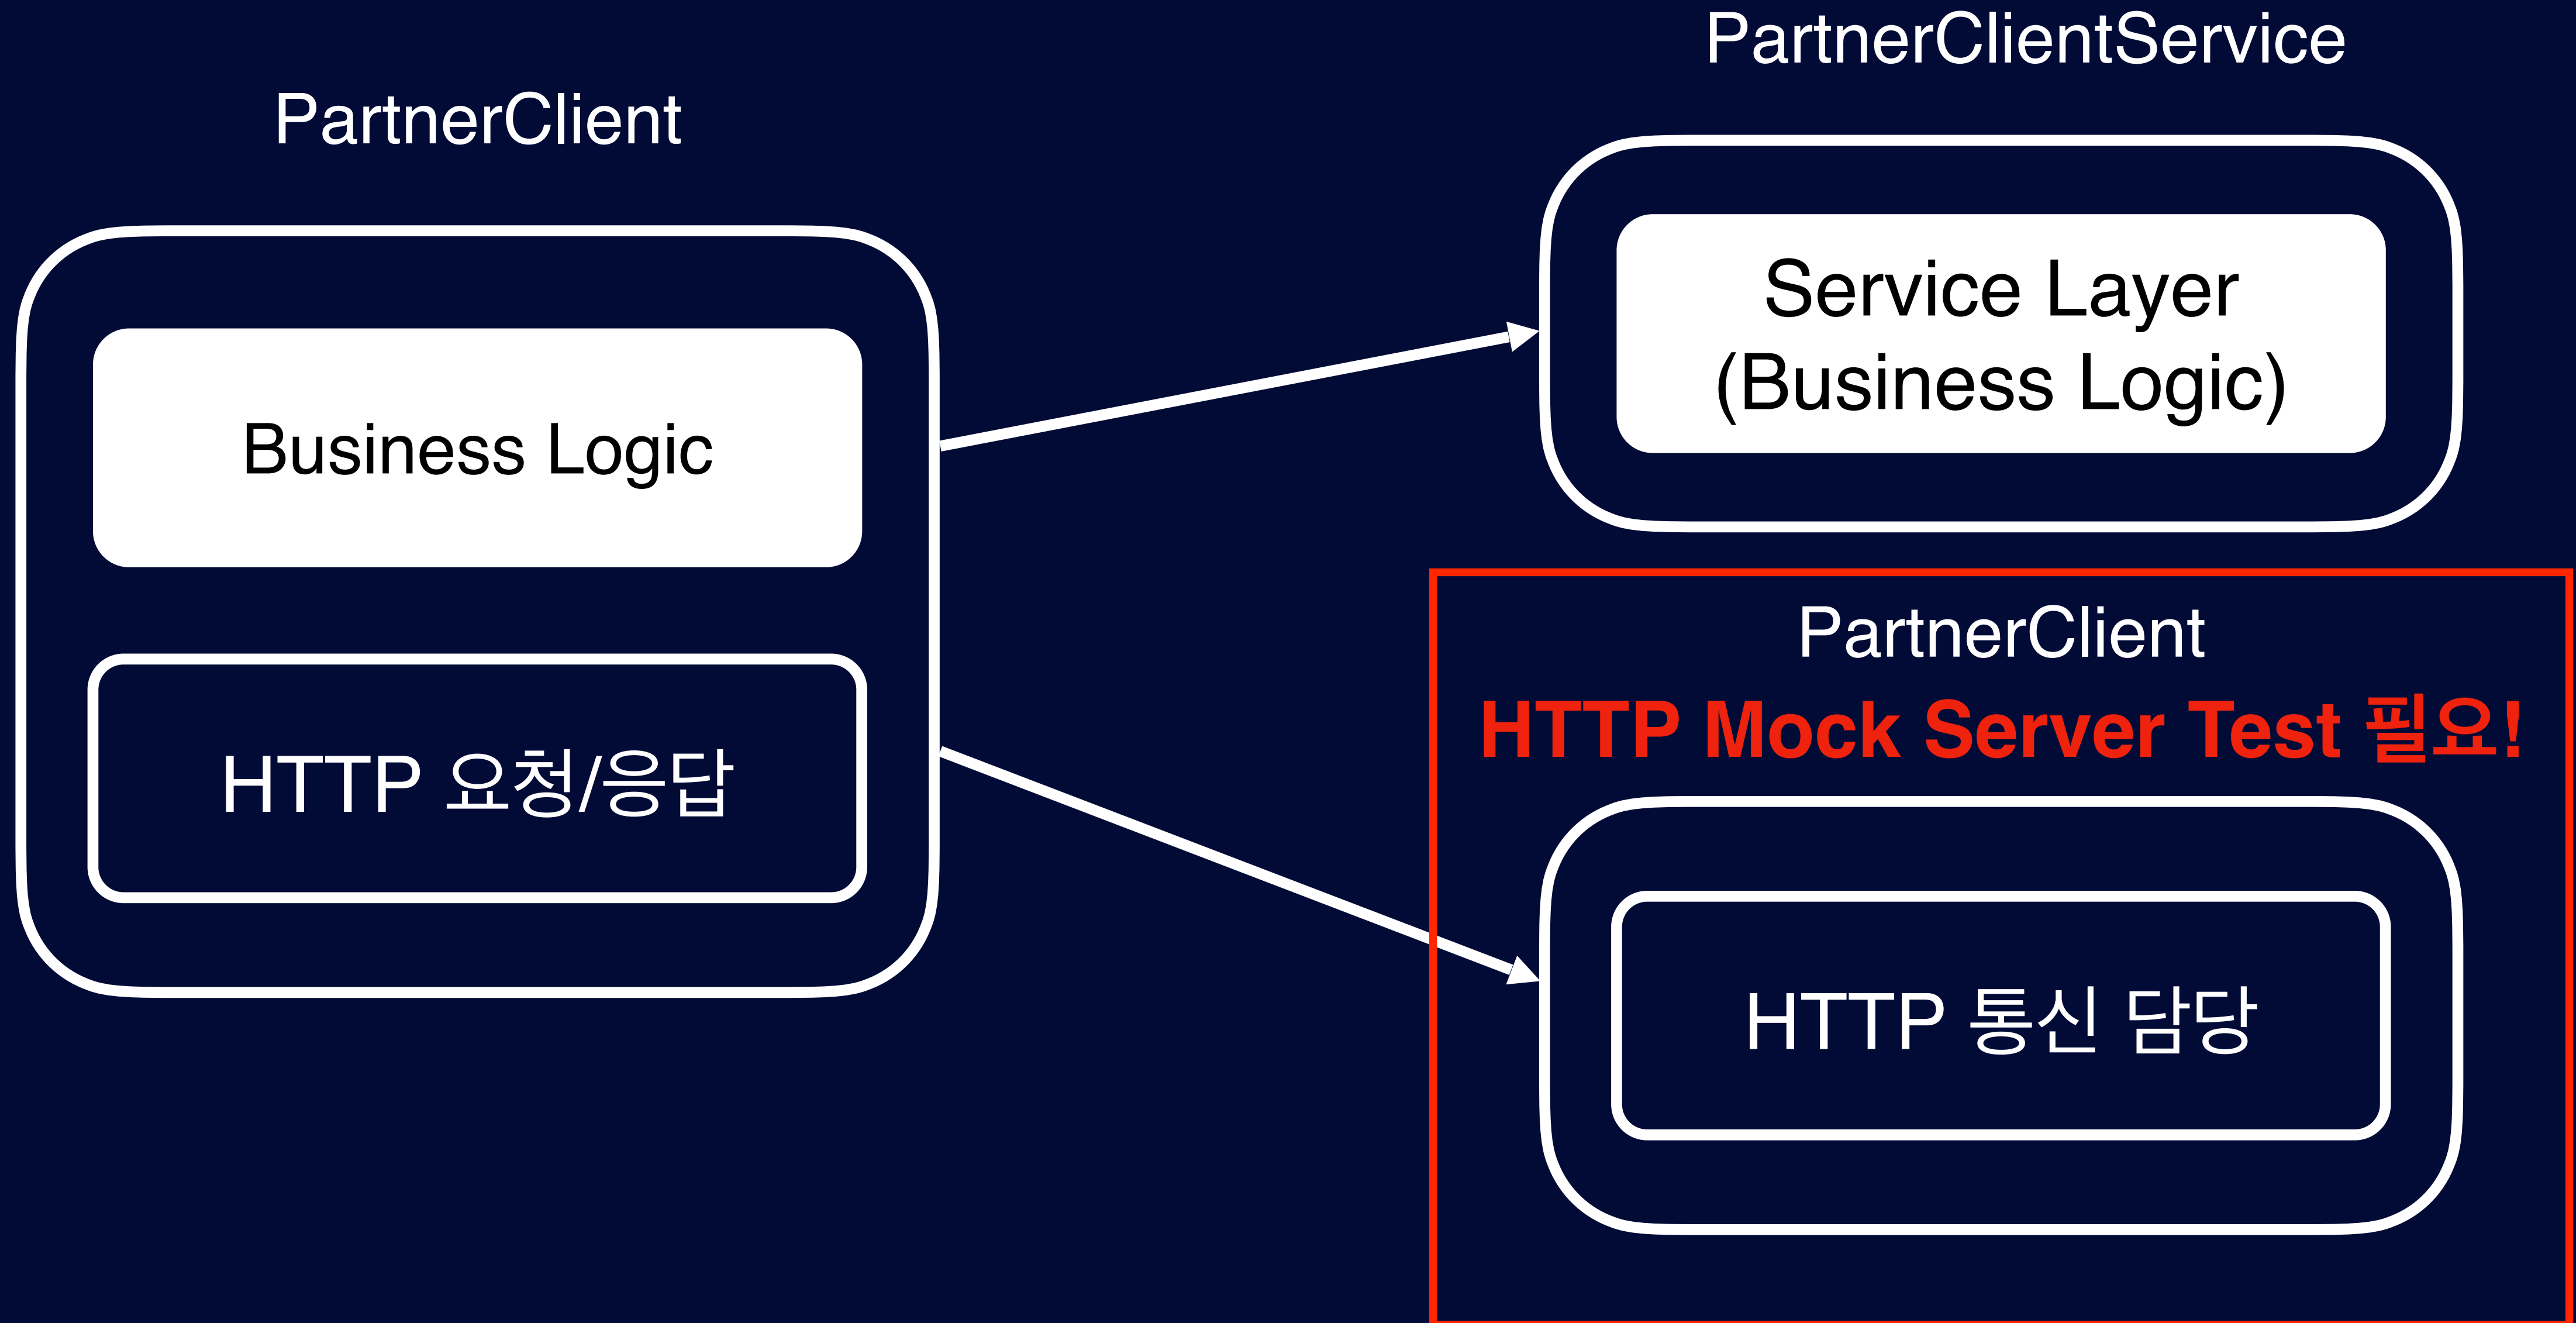 PartnerClient
Business Logic
HTTP 요청/응답
PartnerClientService
Service Layer
(Business Logic)
PartnerClient
HTTP Mock Server Test 필요!
HTTP 통신 담당